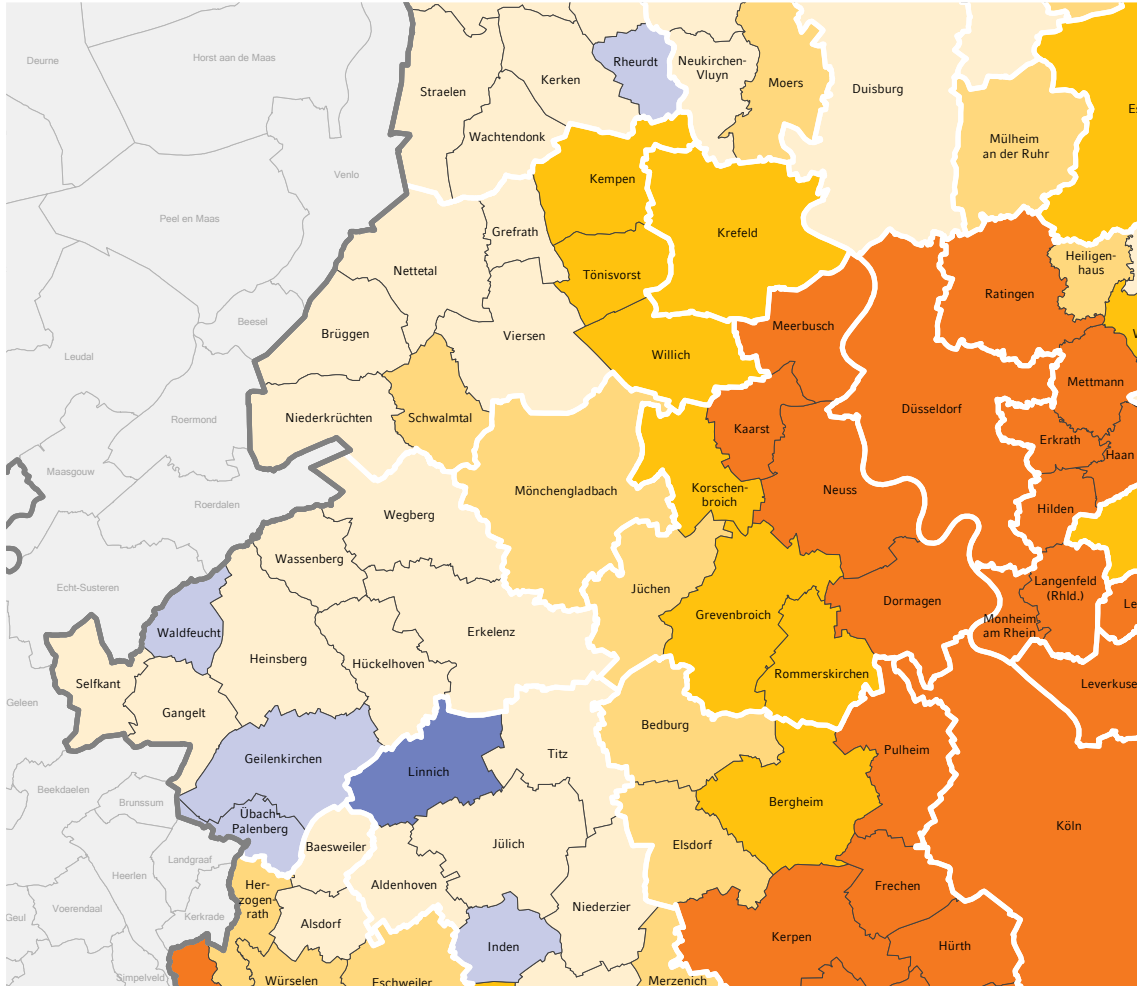 Deurne
Horst aan de Maas
Venlo
Peel en Maas
Beesel
Leudal
Roermond
Maasgouw
Roerdalen
Echt-Susteren
Geleen
Beekdaelen
Brunssum
Landgraaf
Heerlen
Voerendaal
Kerkrade
Geul
Simpelveld
Straelen
Kerken
Rheurdt
Neukirchen-
Vluyn
Moers
Duisburg
Mülheim
an der Ruhr
Es
Wachtendonk
Kempen
Krefeld
Grefrath
Nettetal
Tönisvorst
Heiligen-
haus
Ratingen
W
Brüggen
Viersen
Willich
Meerbusch
Mettmann
Niederkrüchten
Schwalmtal
Düsseldorf
Kaarst
Erkrath
Haan
Mönchengladbach
Korschen-
broich
Neuss
Hilden
Wegberg
Wassenberg
Jüchen
Langenfeld
(Rhld.)
Grevenbroich
Dormagen
Le
Monheim
am Rhein
Waldfeucht
Erkelenz
Heinsberg
Hückelhoven
Rommerskirchen
Selfkant
Leverkuse
Gangelt
Bedburg
Geilenkirchen
Titz
Pulheim
Linnich
Bergheim
Übach-
Palenberg
Köln
Baesweiler
Jülich
Elsdorf
Her-
zogen-
rath
Aldenhoven
Frechen
Niederzier
Alsdorf
Inden
Kerpen
Hürth
Würselen
Eschweiler
Merzenich